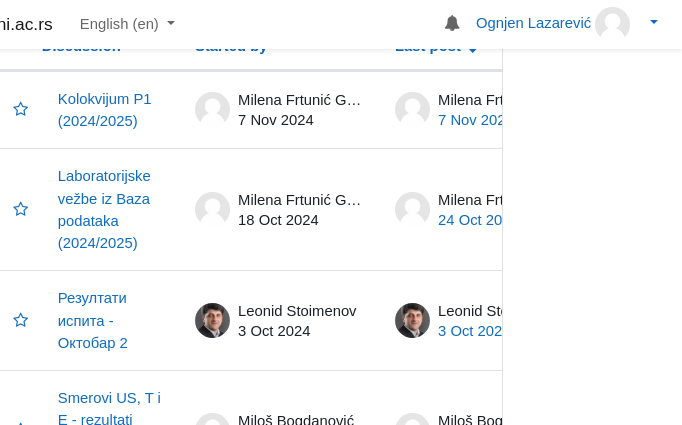 ni.ac.rs English (en) Ognjen Lazarević
Discussion Started by Last post
Kolokvijum P1 Milena Frtunić G… Milena Frt
(2024/2025) 7 Nov 2024 7 Nov 202
Laboratorijske
vežbe iz Baza Milena Frtunić G… Milena Frt
podataka 18 Oct 2024 24 Oct 20
(2024/2025)
Резултати
испита - Leonid Stoimenov Leonid Sto
Октобар 2 3 Oct 2024 3 Oct 202
Smerovi US, T i
E - rezultati Miloš Bogdanović Miloš Bog